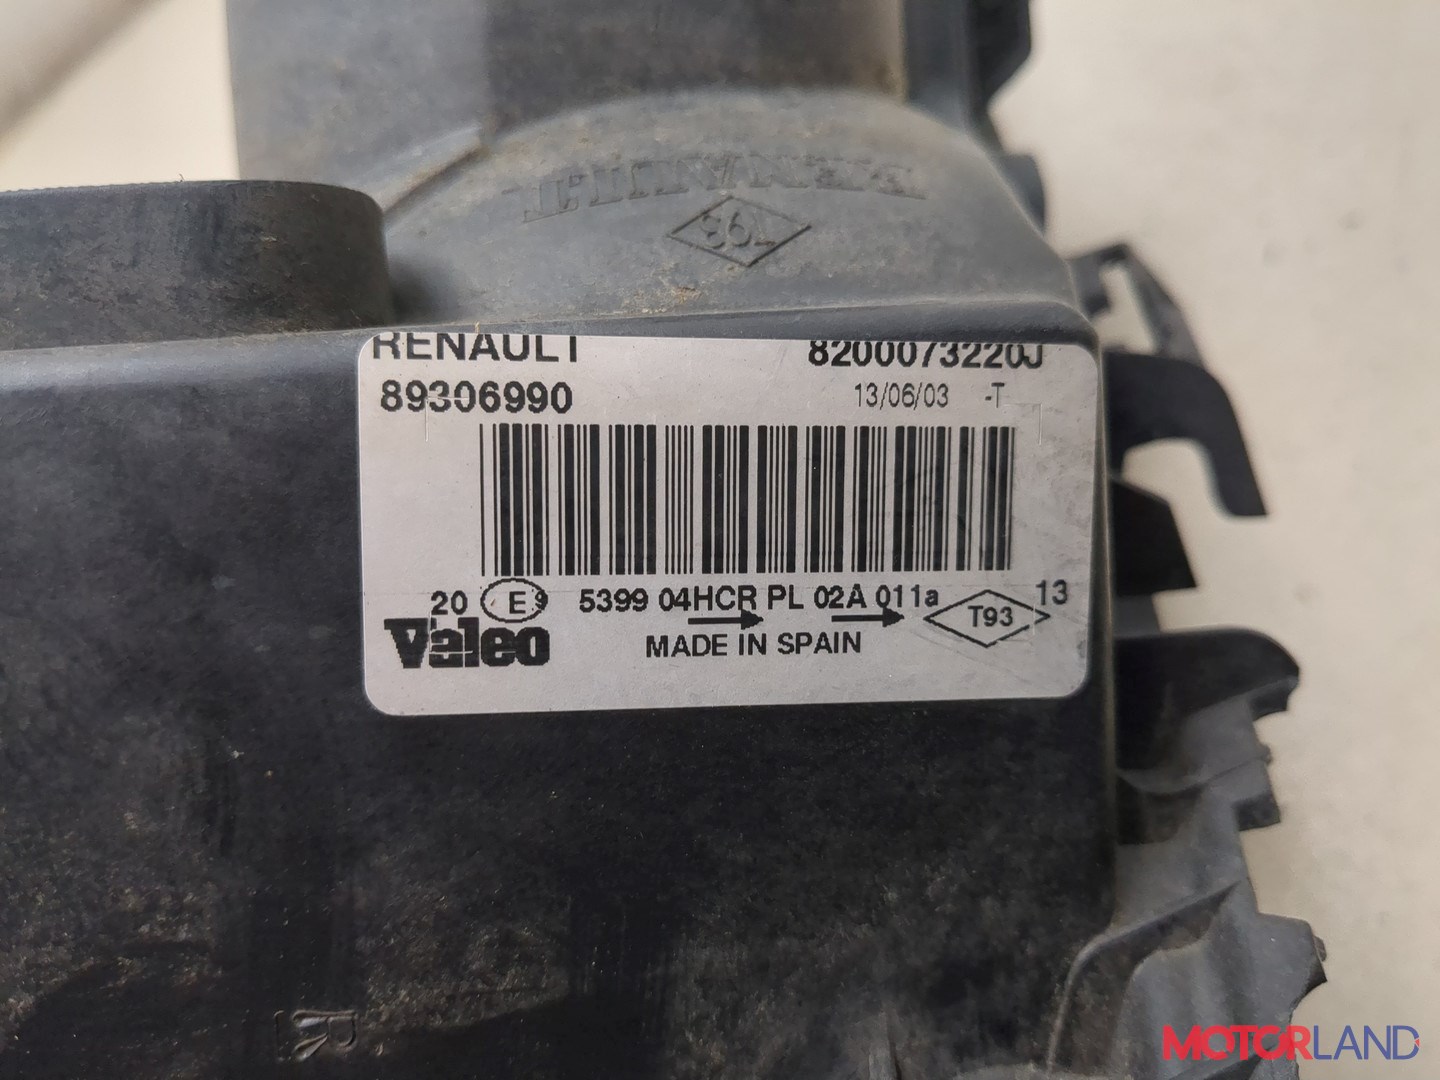 RENAULT
T93
RENAULT 8200073220J
89306990 13/06/03 -T
20 E9 5399 04HCR PL 02A 011a T93 13
Valeo MADE IN SPAIN
R
MOTORLAND